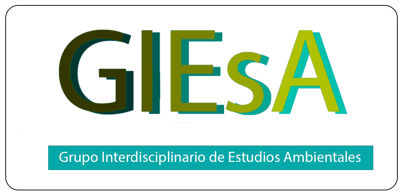 GIEsA
Grupo Interdisciplinario de Estudios Ambientales